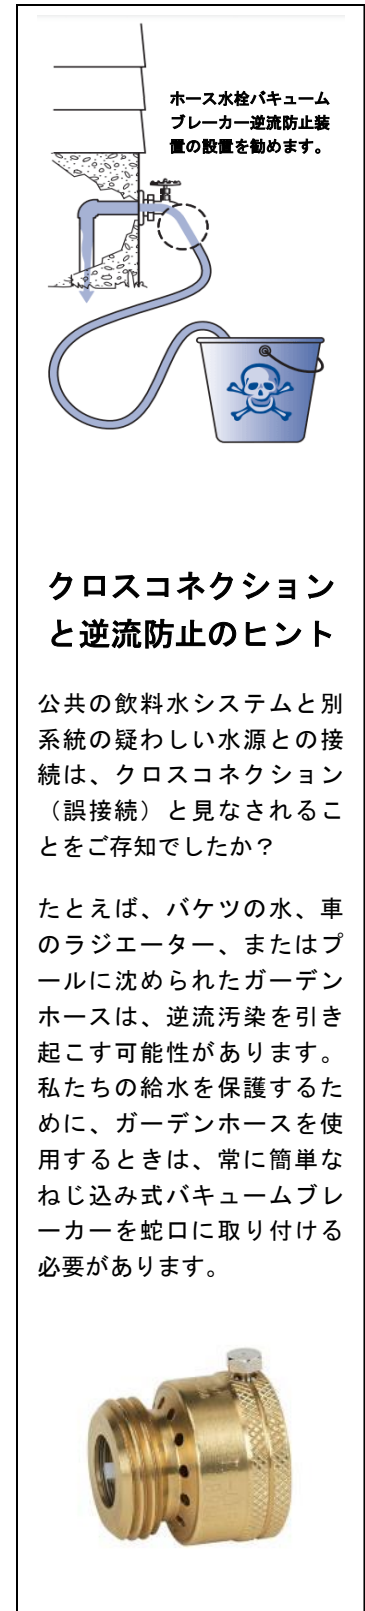 ホース水栓バキューム
ブレーカー逆流防止装
置の設置を勧めます。
クロスコネクション
と逆流防止のヒント
公共の飲料水システムと別
系統の疑わしい水源との接
続は、クロスコネクション
（誤接続）と見なされるこ
とをご存知でしたか？
たとえば、バケツの水、車
のラジエーター、またはプ
ールに沈められたガーデン
ホースは、逆流汚染を引き
起こす可能性があります。
私たちの給水を保護するた
めに、ガーデンホースを使
用するときは、常に簡単な
ねじ込み式バキュームブレ
ーカーを蛇口に取り付ける
必要があります。